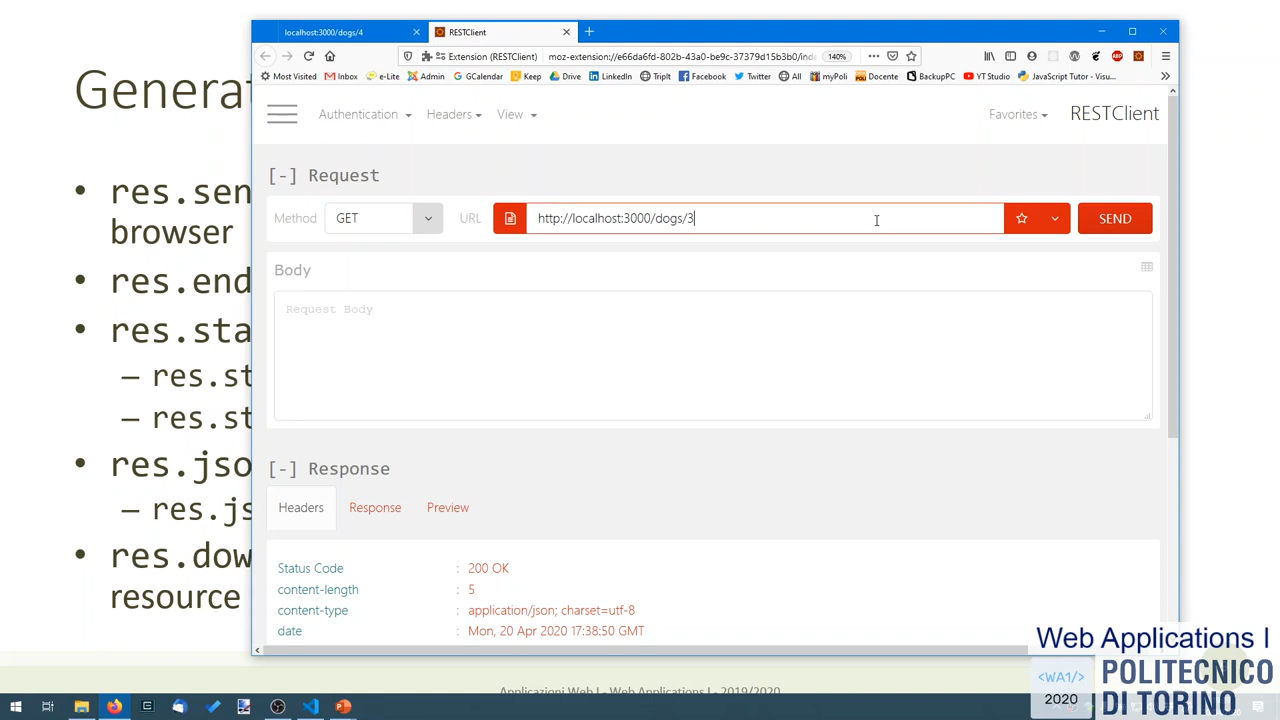 localhost:3000/dogs/4
RESTClient
Extension (RESTClient)
moz-extension://e66da6fd-802b-43a0-be9c-37379d15b3b0/inde
140%
Most Visited
Inbox
e-Lite
Admin
GCalendar
Keep
Drive
LinkedIn
TripIt
Facebook
Twitter
All
myPoli
Docente
BackupPC
YT Studio
JavaScript Tutor - Visu...
Generat
Authentication
Headers
View
Favorites
RESTClient
[-] Request
• res.sen
browser
Method
GET
URL
http://localhost:3000/dogs/3
SEND
• res.end
Body
Request Body
• res.sta
– res.st
– res.st
• res.jso
– res.js
[-] Response
Headers
Response
Preview
• res.dow
resource
Status Code : 200 OK
content-length : 5
content-type : application/json; charset=utf-8
date : Mon, 20 Apr 2020 17:38:50 GMT
Applicazioni Web I - Web Applications I - 2019/2020
Web Applications I
<WA1/>
2020
POLITECNICO
DI TORINO